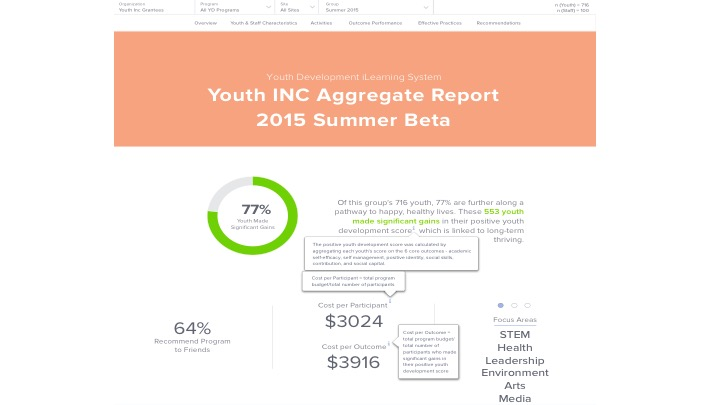 Organization
Program
Site
Group
Youth Inc Grantees
All YD Programs
All Sites
Summer 2015
n (Youth) = 716
n (Staff) = 100
Overview
Youth & Staff Characteristics
Activities
Outcome Performance
Effective Practices
Recommendations
Youth Development iLearning System
Youth INC Aggregate Report
2015 Summer Beta
77%
Youth Made
Significant Gains
Of this group's 716 youth, 77% are further along a
pathway to happy, healthy lives. These 553 youth
made significant gains in their positive youth
development score¹ which is linked to long-term
thriving.
The positive youth development score was calculated by
aggregating each youth's score on the 6 core outcomes - academic
self-efficacy, self management, positive identity, social skills,
contribution, and social capital.
Cost per Participant = total program
budget/total number of participants
Cost per Participant
$3024
64%
Recommend Program
to Friends
Cost per Outcome
$3916
Cost per Outcome =
total program budget/
total number of
participants who made
significant gains in
their positive youth
development score
Focus Areas
STEM
Health
Leadership
Environment
Arts
Media